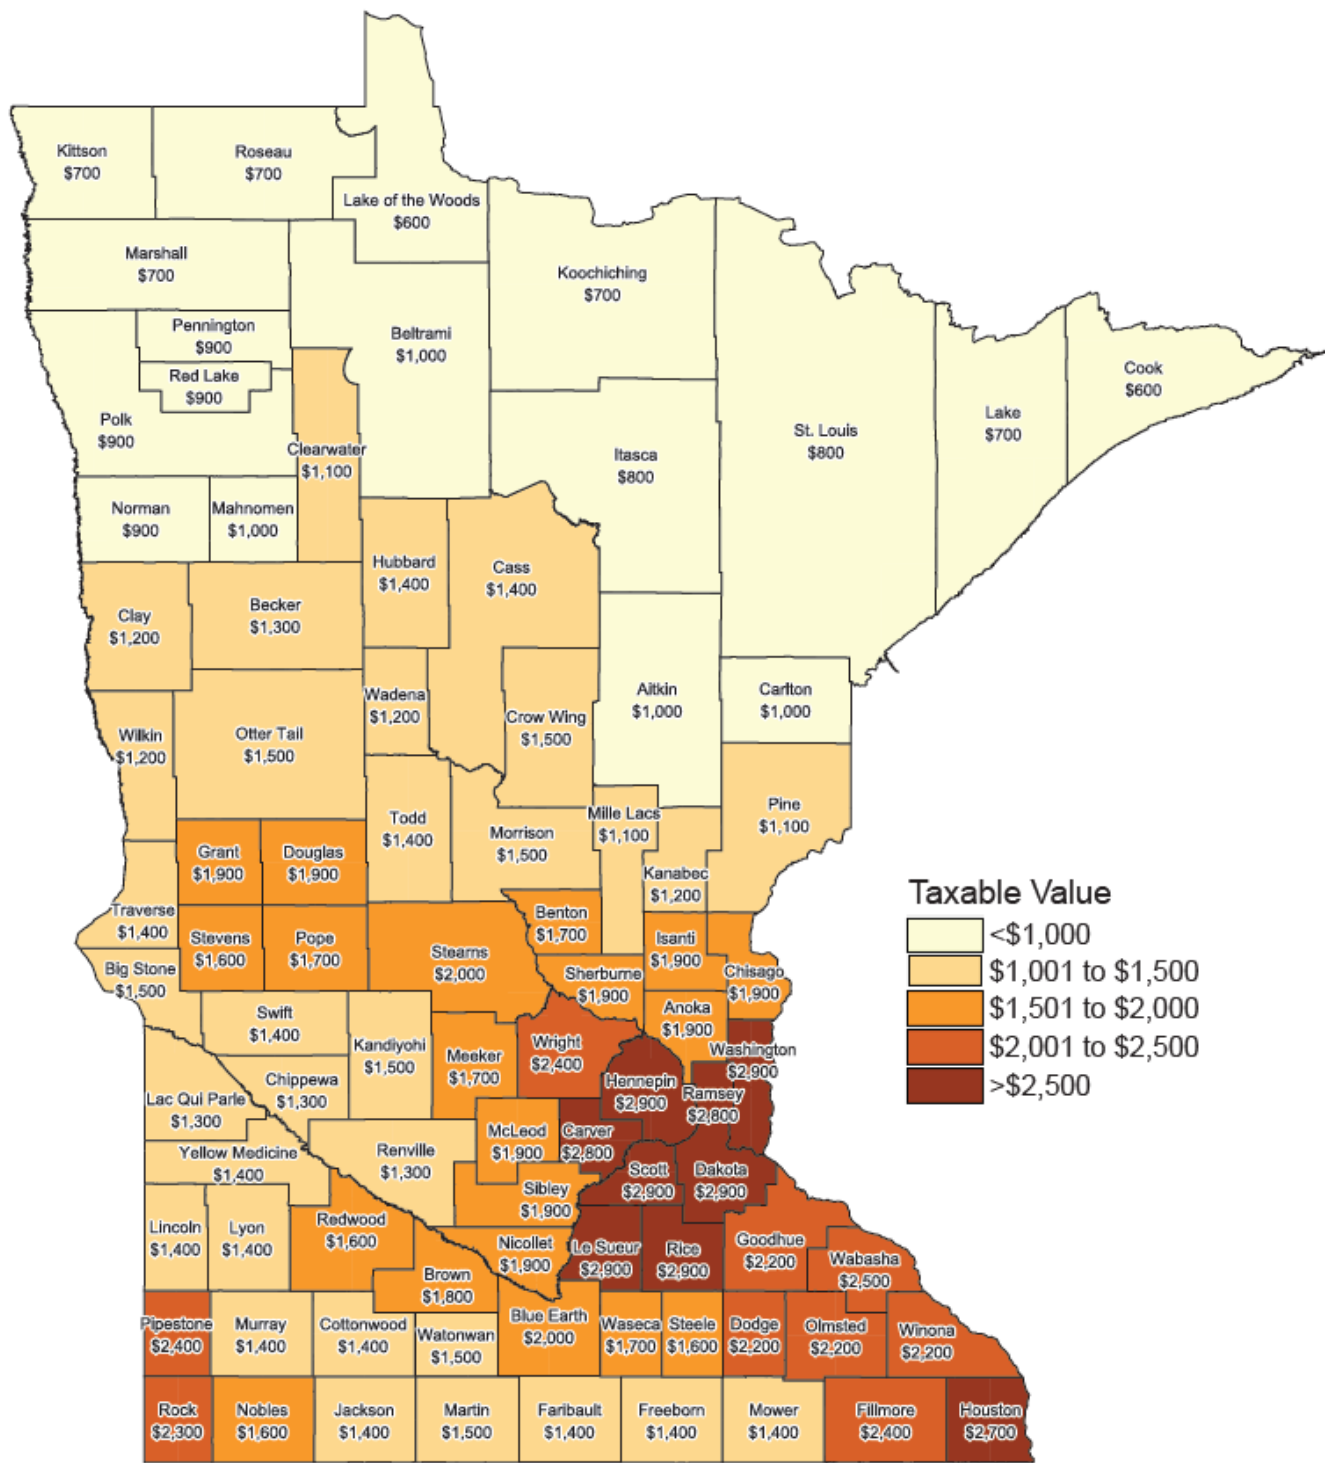 Kittson
$700
Roseau
$700
Lake of the Woods
$600
Marshall
$700
Koochiching
$700
Pennington
$900
Beltrami
$1,000
Red Lake
$900
Cook
$600
Polk
$900
Lake
$700
St. Louis
$800
Clearwater
$1,100
Itasca
$800
Norman
$900
Mahnomen
$1,000
Hubbard
$1,400
Cass
$1,400
Clay
$1,200
Becker
$1,300
Wadena
$1,200
Aitkin
$1,000
Carlton
$1,000
Crow Wing
$1,500
Wilkin
$1,200
Otter Tail
$1,500
Pine
$1,100
Mille Lacs
$1,100
Todd
$1,400
Morrison
$1,500
Grant
$1,900
Douglas
$1,900
Kanabec
$1,200
Traverse
$1,400
Benton
$1,700
Stevens
$1,600
Pope
$1,700
Stearns
$2,000
Isanti
$1,900
Chisago
$1,900
Big Stone
$1,500
Sherburne
$1,900
Swift
$1,400
Anoka
$1,900
Kandiyohi
$1,500
Wright
$2,400
Meeker
$1,700
Washington
$2,900
Chippewa
$1,300
Hennepin
$2,900
Ramsey
$2,800
Lac Qui Parle
$1,300
McLeod
$1,900
Carver
$2,800
Yellow Medicine
$1,400
Renville
$1,300
Scott
$2,900
Dakota
$2,900
Sibley
$1,900
Lincoln
$1,400
Lyon
$1,400
Redwood
$1,600
Nicollet
$1,900
Le Sueur
$2,900
Rice
$2,900
Goodhue
$2,200
Wabasha
$2,500
Brown
$1,800
Pipestone
$2,400
Murray
$1,400
Cottonwood
$1,400
Watonwan
$1,500
Blue Earth
$2,000
Waseca
$1,700
Steele
$1,600
Dodge
$2,200
Olmsted
$2,200
Winona
$2,200
Rock
$2,300
Nobles
$1,600
Jackson
$1,400
Martin
$1,500
Faribault
$1,400
Freeborn
$1,400
Mower
$1,400
Fillmore
$2,400
Houston
$2,700
Taxable Value
<$1,000
$1,001 to $1,500
$1,501 to $2,000
$2,001 to $2,500
>$2,500